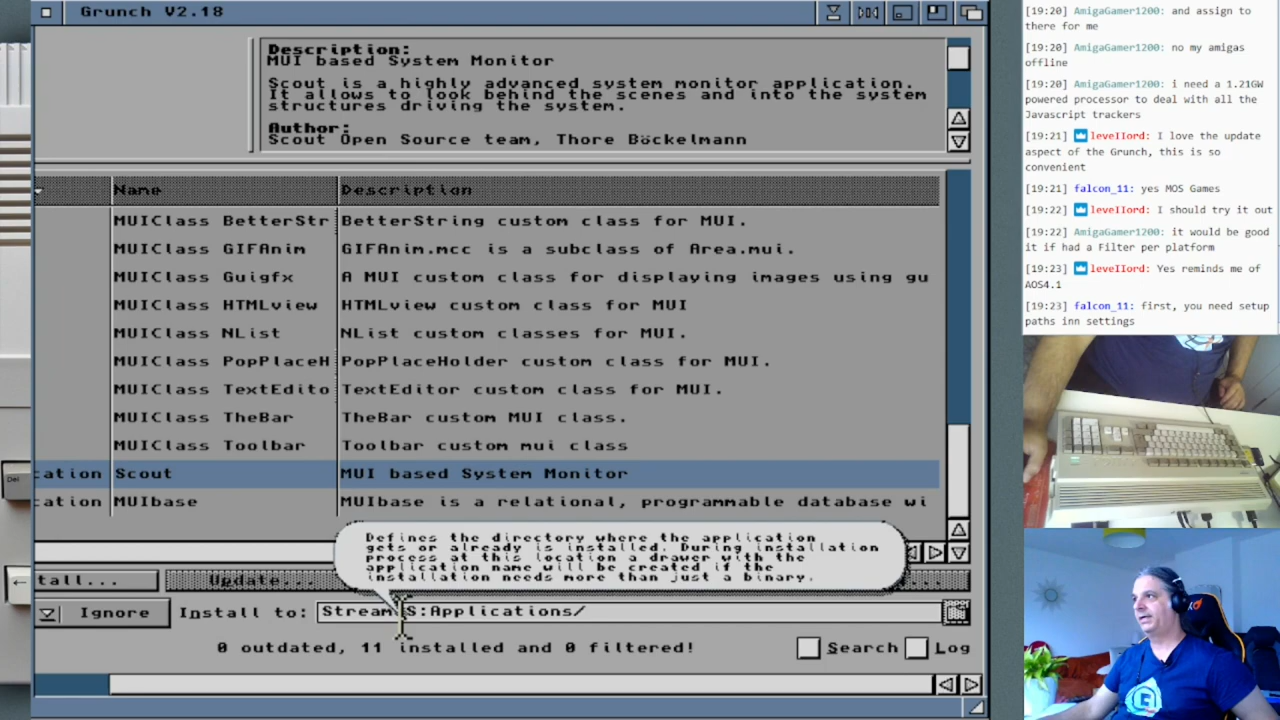 Grunch V2.18
Description:
MUI based System Monitor
Scout is a highly advanced system monitor application.
It allows to look behind the scenes and into the system
structures driving the system.
Author:
Scout Open Source team, Thore Böckelmann
Name Description
MUIClass BetterStr BetterString custom class for MUI.
MUIClass GIFAnim GIFAnim.mcc is a subclass of Area.mui.
MUIClass Guigfx A MUI custom class for displaying images using gu
MUIClass HTMLview HTMLview custom class for MUI
MUIClass NList NList custom classes for MUI.
MUIClass PopPlaceH PopPlaceHolder custom class for MUI.
MUIClass TextEdito TextEditor custom class for MUI.
MUIClass TheBar TheBar custom MUI class.
MUIClass Toolbar Toolbar custom mui class
cation Scout MUI based System Monitor
cation MUIbase MUIbase is a relational, programmable database wi
Defines the directory where the application
gets or already is installed. During installation
process at this location a drawer with the
application name will be created if the
installation needs more than just a binary.
tall... Update...
Ignore Install to: Stream S:Applications/
0 outdated, 11 installed and 0 filtered! Search Log
Del
[19:20] AmigaGamer1200: and assign to
there for me
[19:20] AmigaGamer1200: no my amigas
offline
[19:20] AmigaGamer1200: i need a 1.21GW
powered processor to deal with all the
Javascript trackers
[19:21] leveIIord: I love the update
aspect of the Grunch, this is so
convenient
[19:21] falcon_11: yes MOS Games
[19:22] leveIIord: I should try it out
[19:22] AmigaGamer1200: it would be good
it if had a Filter per platform
[19:23] leveIIord: Yes reminds me of
AOS4.1
[19:23] falcon_11: first, you need setup
paths inn settings